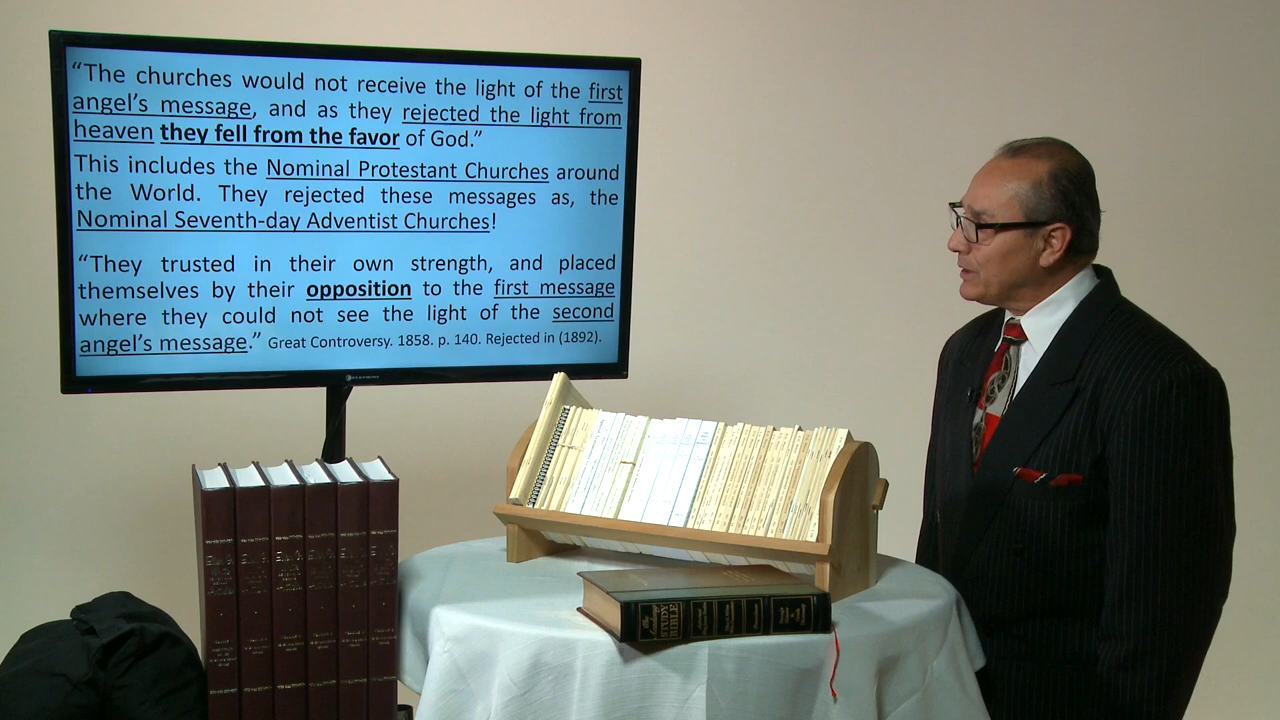 “The churches would not receive the light of the first
angel’s message, and as they rejected the light from
heaven they fell from the favor of God.”
This includes the Nominal Protestant Churches around
the World. They rejected these messages as, the
Nominal Seventh-day Adventist Churches!
“They trusted in their own strength, and placed
themselves by their opposition to the first message
where they could not see the light of the second
angel’s message.” Great Controversy. 1858. p. 140. Rejected in (1892).
The
STUDY
BIBLE